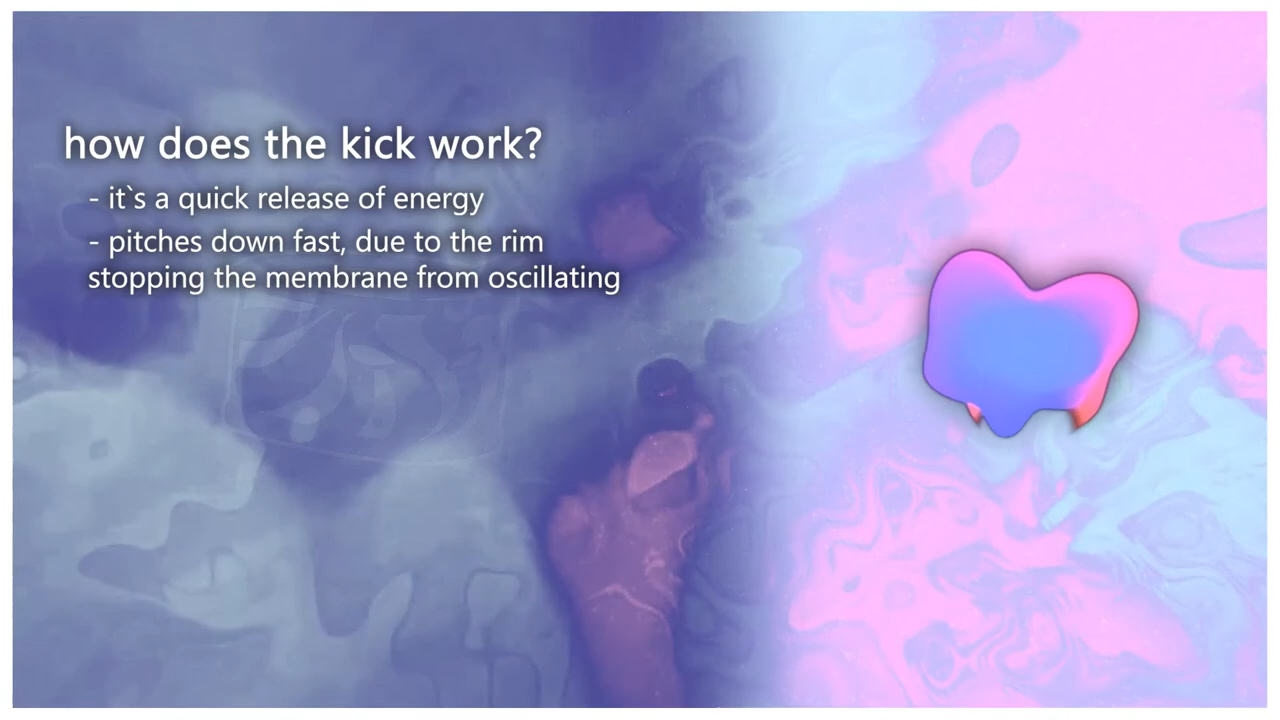 how does the kick work?
- it`s a quick release of energy
- pitches down fast, due to the rim
stopping the membrane from oscillating